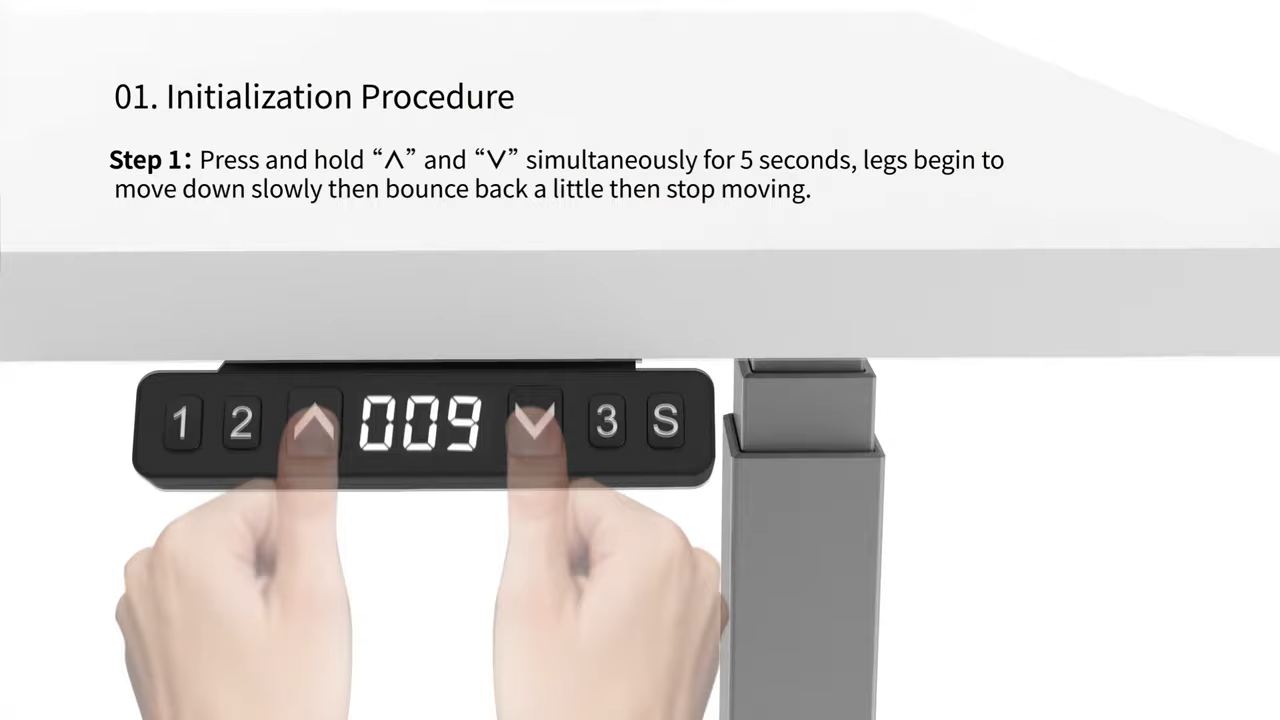 01. Initialization Procedure
Step 1: Press and hold “∧” and “∨” simultaneously for 5 seconds, legs begin to
move down slowly then bounce back a little then stop moving.
1 2 ∧ 009 ∨ 3 S